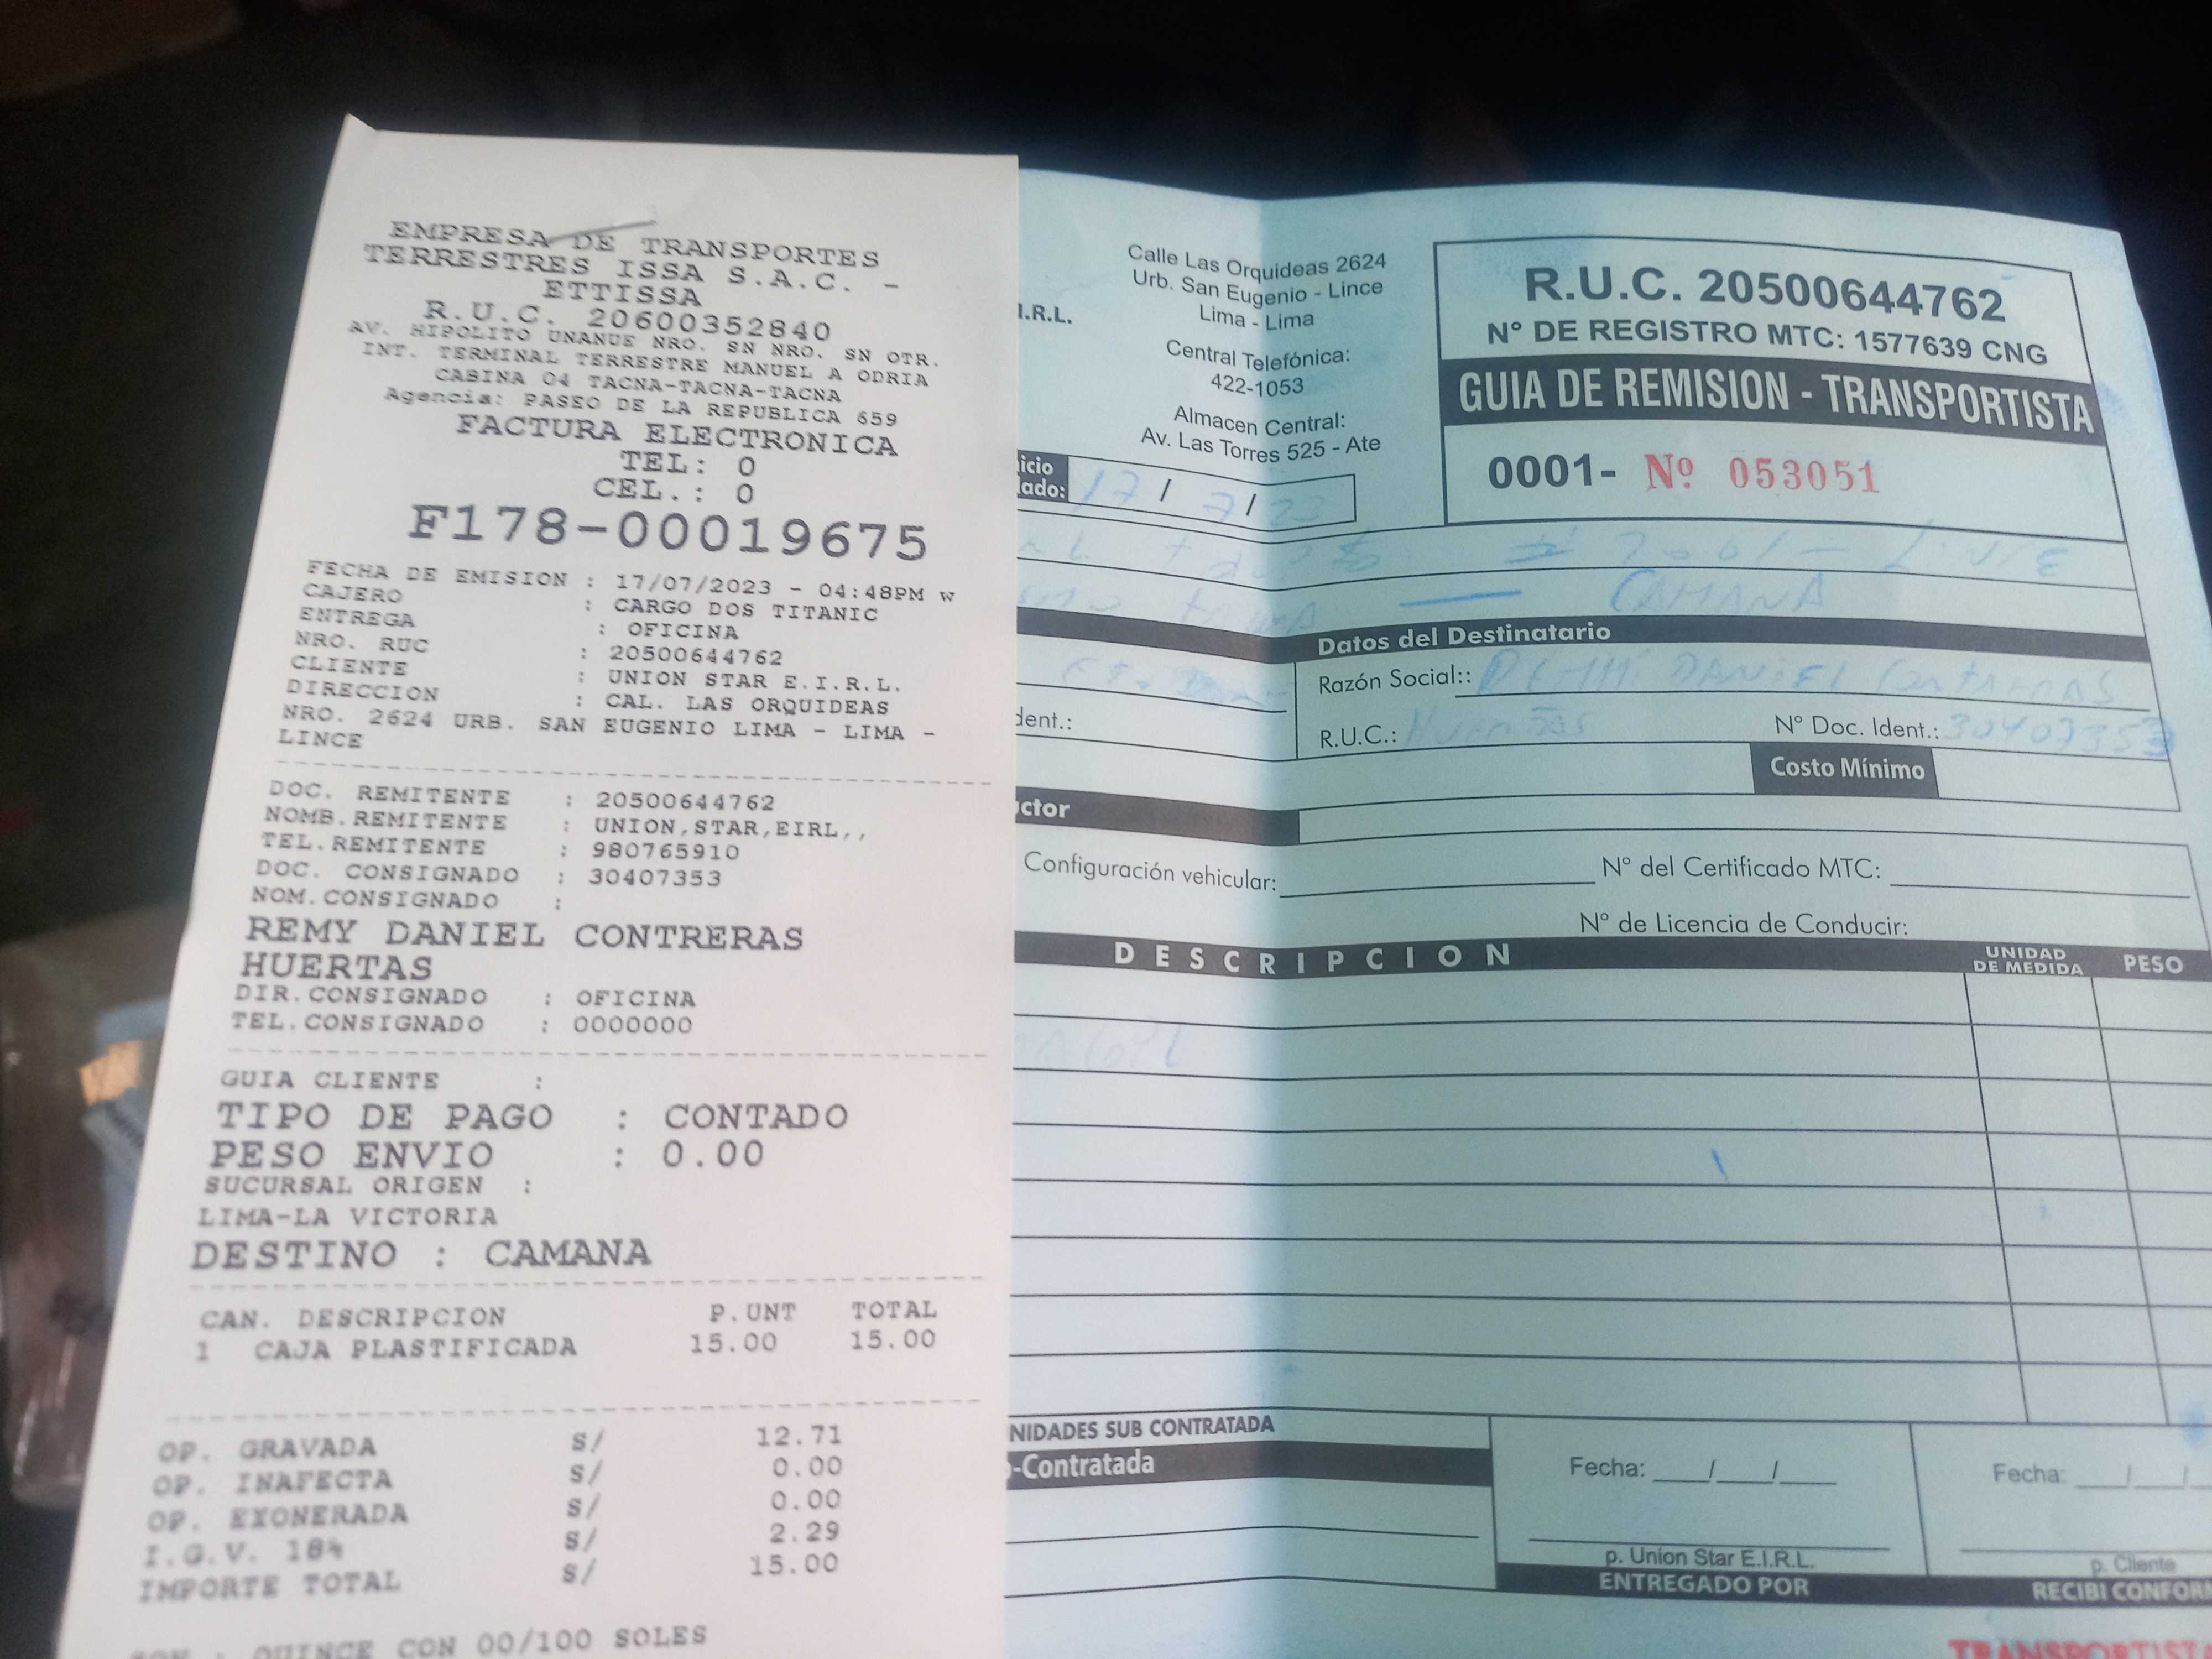 EMPRESA DE TRANSPORTES
TERRESTRES ISSA S.A.C. -
ETTISSA
R.U.C. 20600352840
AV. HIPOLITO UNANUE NRO. SN NRO. SN OTR.
INT. TERMINAL TERRESTRE MANUEL A ODRIA
CABINA 04 TACNA-TACNA-TACNA
Agencia: PASEO DE LA REPUBLICA 659
FACTURA ELECTRONICA
TEL: 0
CEL.: 0
F178-00019675
FECHA DE EMISION : 17/07/2023 - 04:48PM w
CAJERO : CARGO DOS TITANIC
ENTREGA : OFICINA
NRO. RUC : 20500644762
CLIENTE : UNION STAR E.I.R.L.
DIRECCION : CAL. LAS ORQUIDEAS
NRO. 2624 URB. SAN EUGENIO LIMA - LIMA -
LINCE
DOC. REMITENTE : 20500644762
NOMB.REMITENTE : UNION,STAR,EIRL,,
TEL.REMITENTE : 980765910
DOC. CONSIGNADO : 30407353
NOM.CONSIGNADO :
REMY DANIEL CONTRERAS
HUERTAS
DIR.CONSIGNADO : OFICINA
TEL.CONSIGNADO : 0000000
GUIA CLIENTE :
TIPO DE PAGO : CONTADO
PESO ENVIO : 0.00
SUCURSAL ORIGEN :
LIMA-LA VICTORIA
DESTINO : CAMANA
CAN. DESCRIPCION P.UNT TOTAL
1 CAJA PLASTIFICADA 15.00 15.00
OP. GRAVADA S/ 12.71
OP. INAFECTA S/ 0.00
OP. EXONERADA S/ 0.00
I.G.V. 18% S/ 2.29
IMPORTE TOTAL S/ 15.00
SON : QUINCE CON 00/100 SOLES
I.R.L.
Calle Las Orquideas 2624
Urb. San Eugenio - Lince
Lima - Lima
Central Telefónica:
422-1053
Almacen Central:
Av. Las Torres 525 - Ate
R.U.C. 20500644762
N° DE REGISTRO MTC: 1577639 CNG
GUIA DE REMISION - TRANSPORTISTA
0001- Nº 053051
icio
lado: 17 / 7 / 23
CAMANA
Datos del Destinatario
Razón Social:: DANIEL
dent.:
R.U.C.: N° Doc. Ident.: 30407353
Costo Mínimo
ctor
Configuración vehicular: N° del Certificado MTC:
N° de Licencia de Conducir:
DESCRIPCION UNIDAD DE MEDIDA PESO
NIDADES SUB CONTRATADA
-Contratada
Fecha: / /
p. Union Star E.I.R.L.
ENTREGADO POR
Fecha: / /
p. Cliente
RECIBI CONFOR
TRANSPORTISTA